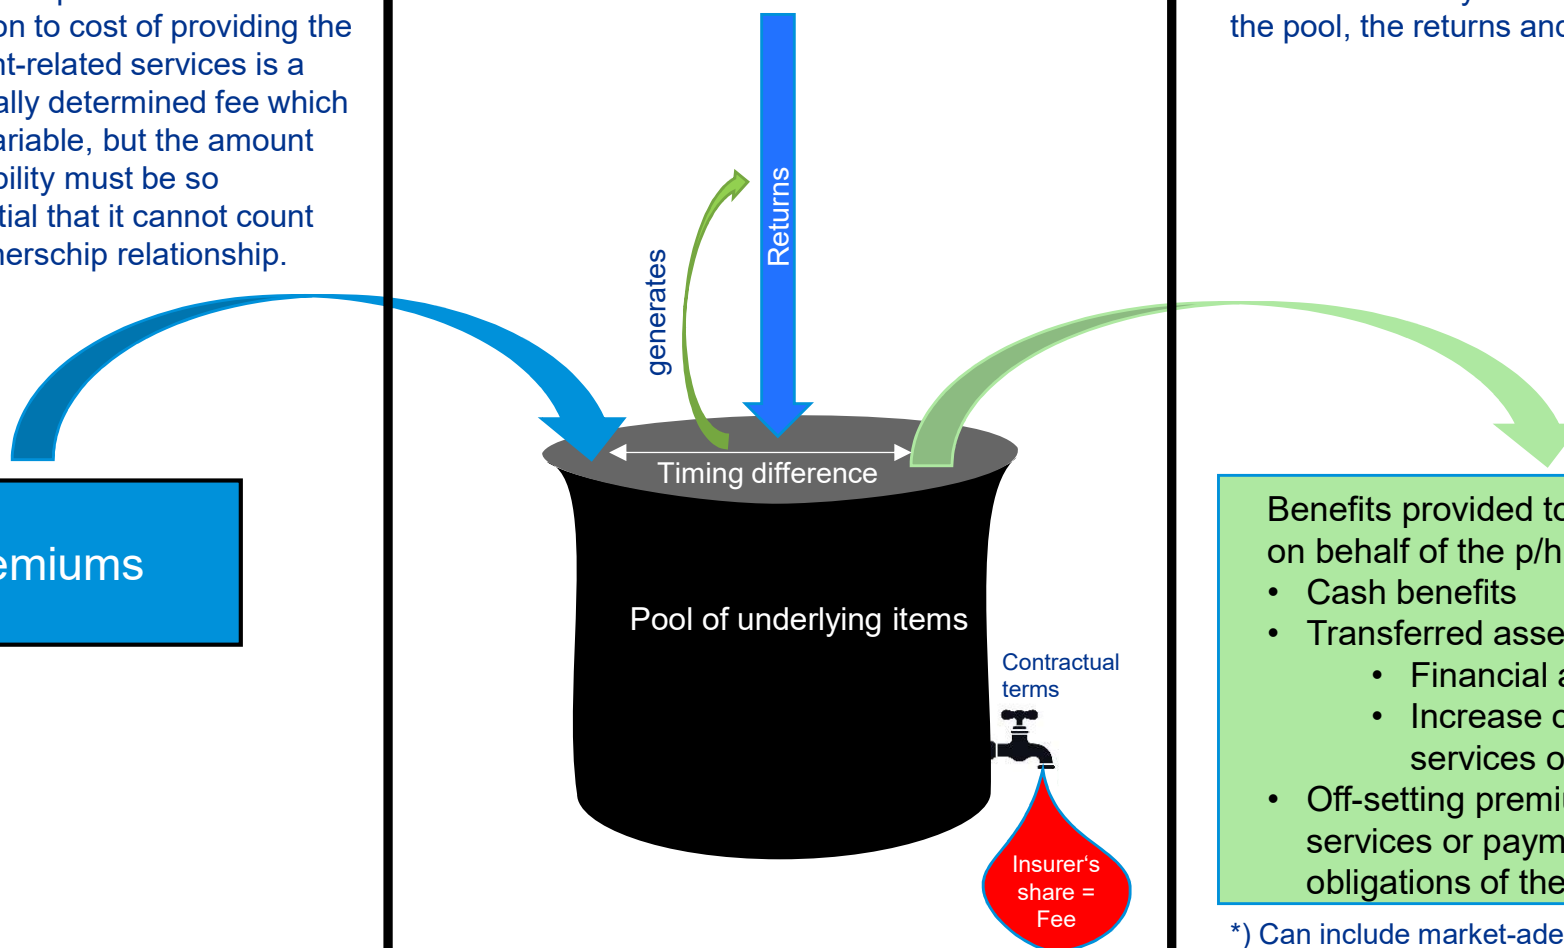 on to cost of providing the
nt-related services is a
ally determined fee which
ariable, but the amount
bility must be so
tial that it cannot count
nerschip relationship.
emiums
generates
Returns
Timing difference
Pool of underlying items
Contractual
terms
Insurer‘s
share =
Fee
the pool, the returns and
Benefits provided to
on behalf of the p/h
• Cash benefits
• Transferred asse
• Financial a
• Increase o
services o
• Off-setting premiu
services or paym
obligations of the
*) Can include market-ade